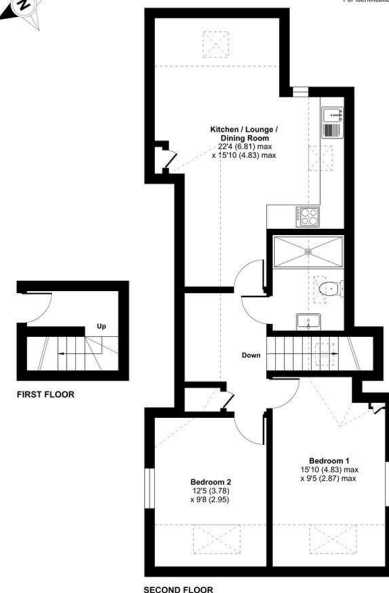 N
Kitchen / Lounge /
Dining Room
22'4 (6.81) max
x 15'10 (4.83) max
Up
FIRST FLOOR
Down
Bedroom 1
15'10 (4.83) max
x 9'5 (2.87) max
Bedroom 2
12'5 (3.78)
x 9'8 (2.95)
SECOND FLOOR